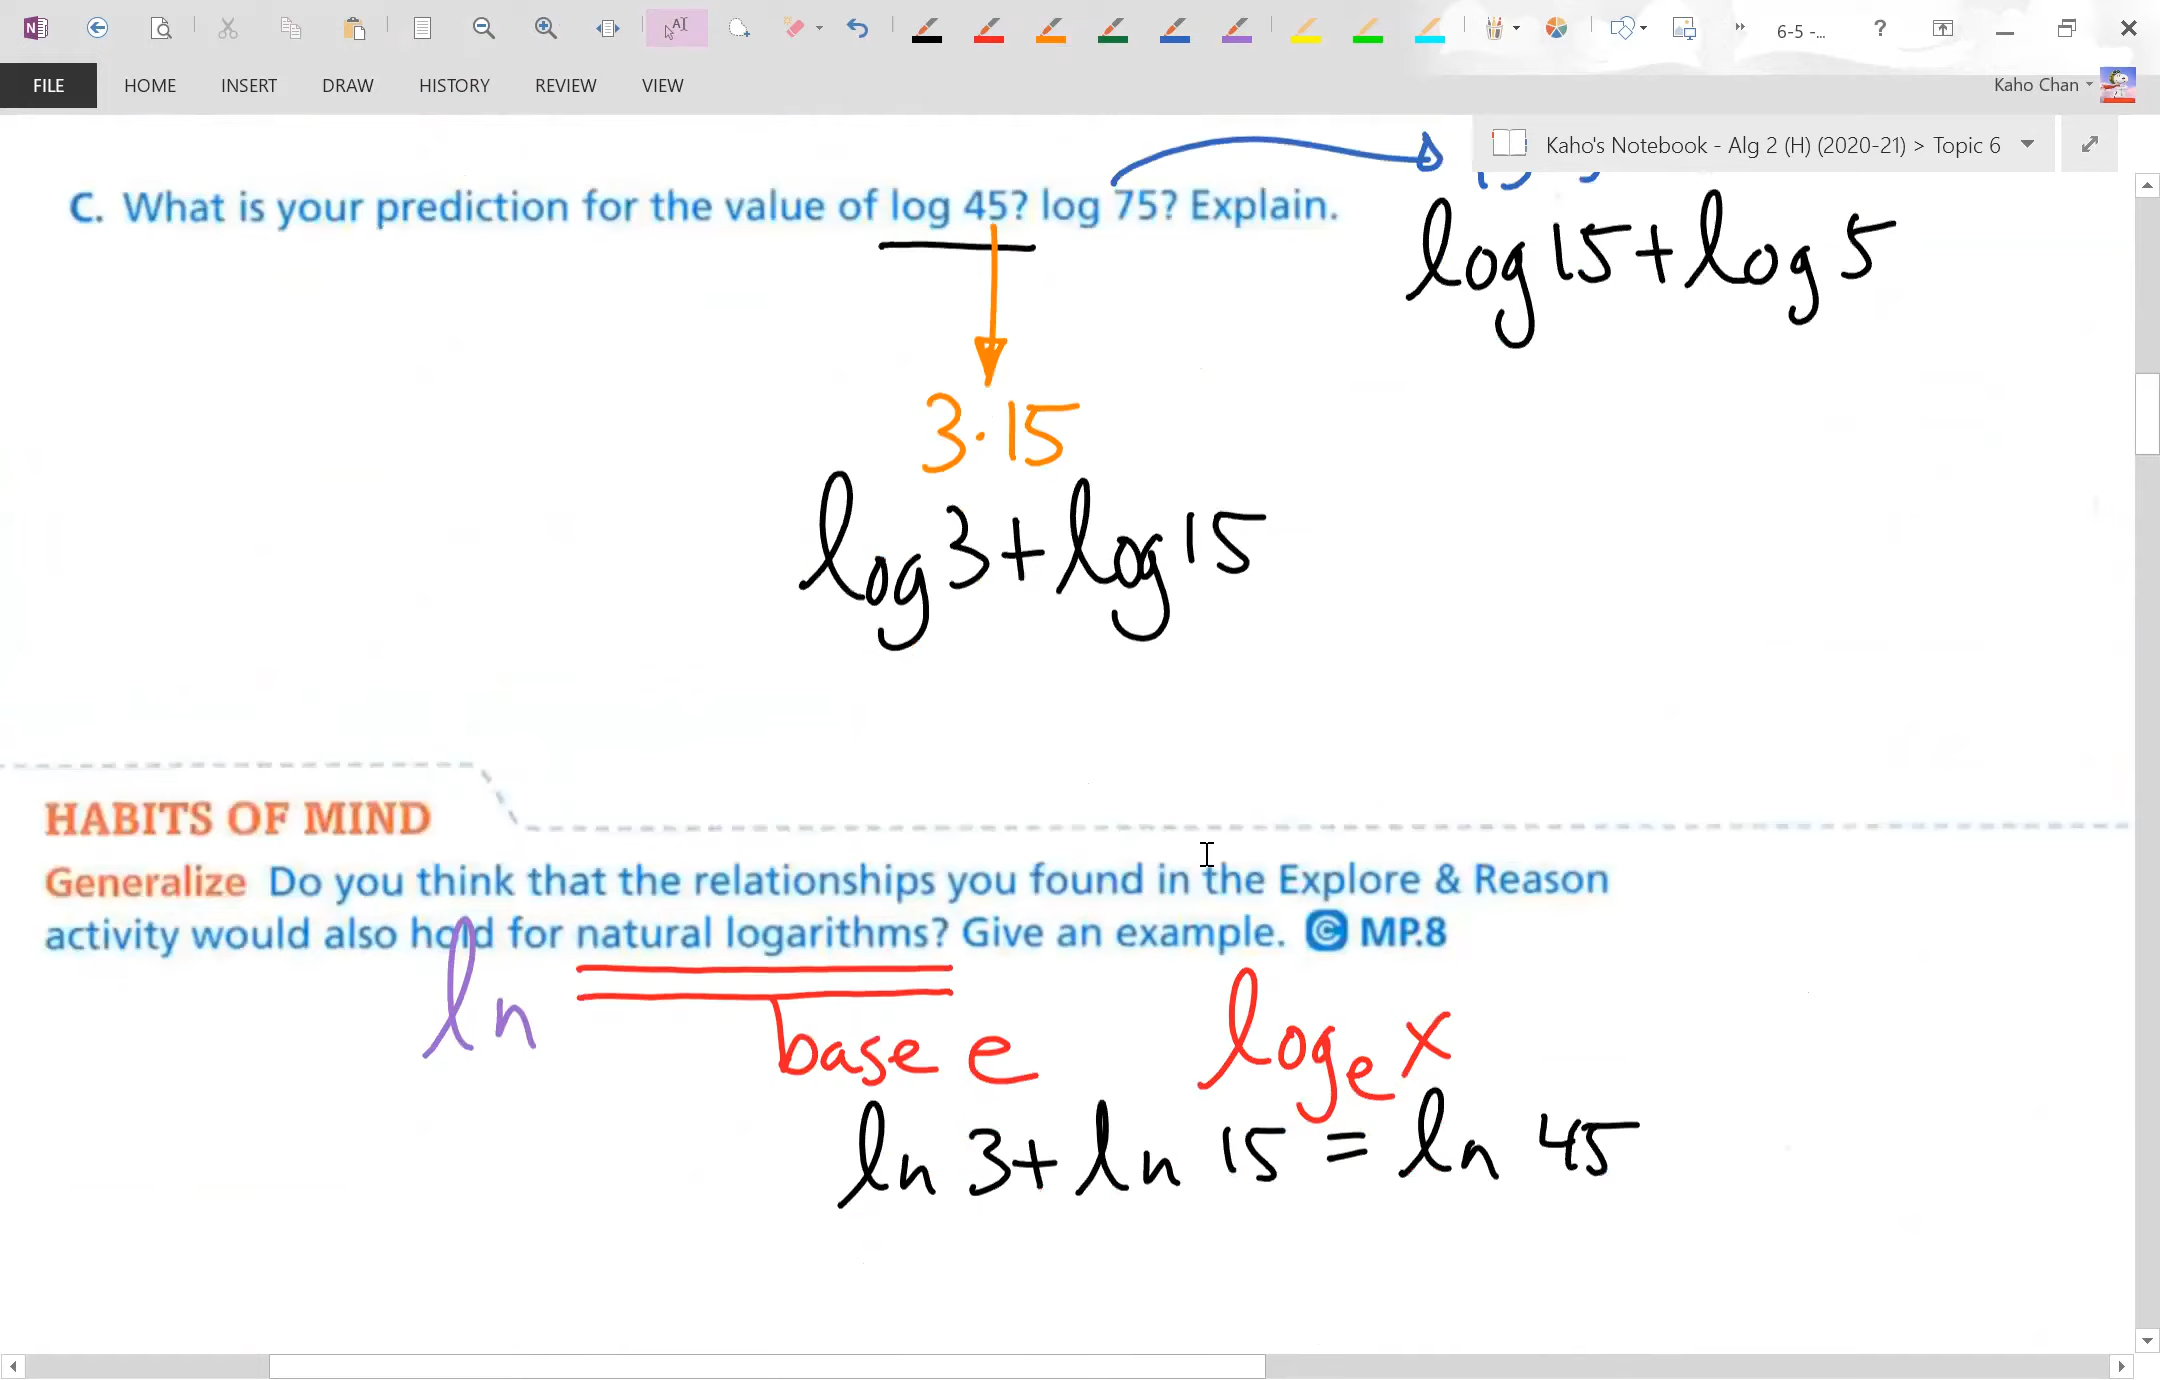 6-5 -...
FILE HOME INSERT DRAW HISTORY REVIEW VIEW
Kaho Chan
Kaho's Notebook - Alg 2 (H) (2020-21) > Topic 6
C. What is your prediction for the value of log 45? log 75? Explain.
log 15 + log 5
3·15
log 3 + log 15
HABITS OF MIND
Generalize Do you think that the relationships you found in the Explore & Reason
activity would also hold for natural logarithms? Give an example. © MP.8
ln
base e
logₑ x
ln 3 + ln 15 = ln 45